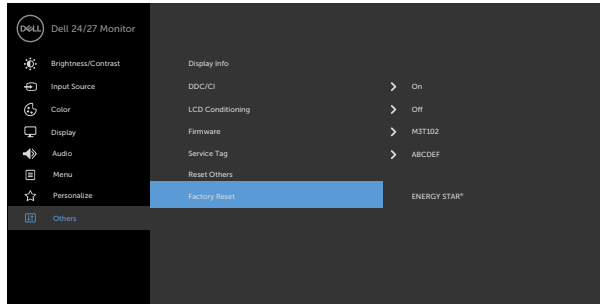 DELL Dell 24/27 Monitor
Brightness/Contrast Display Info
Input Source DDC/CI On
Color LCD Conditioning Off
Display Firmware M3T102
Audio Service Tag ABCDEF
Menu Reset Others
Personalize Factory Reset ENERGY STAR®
Others